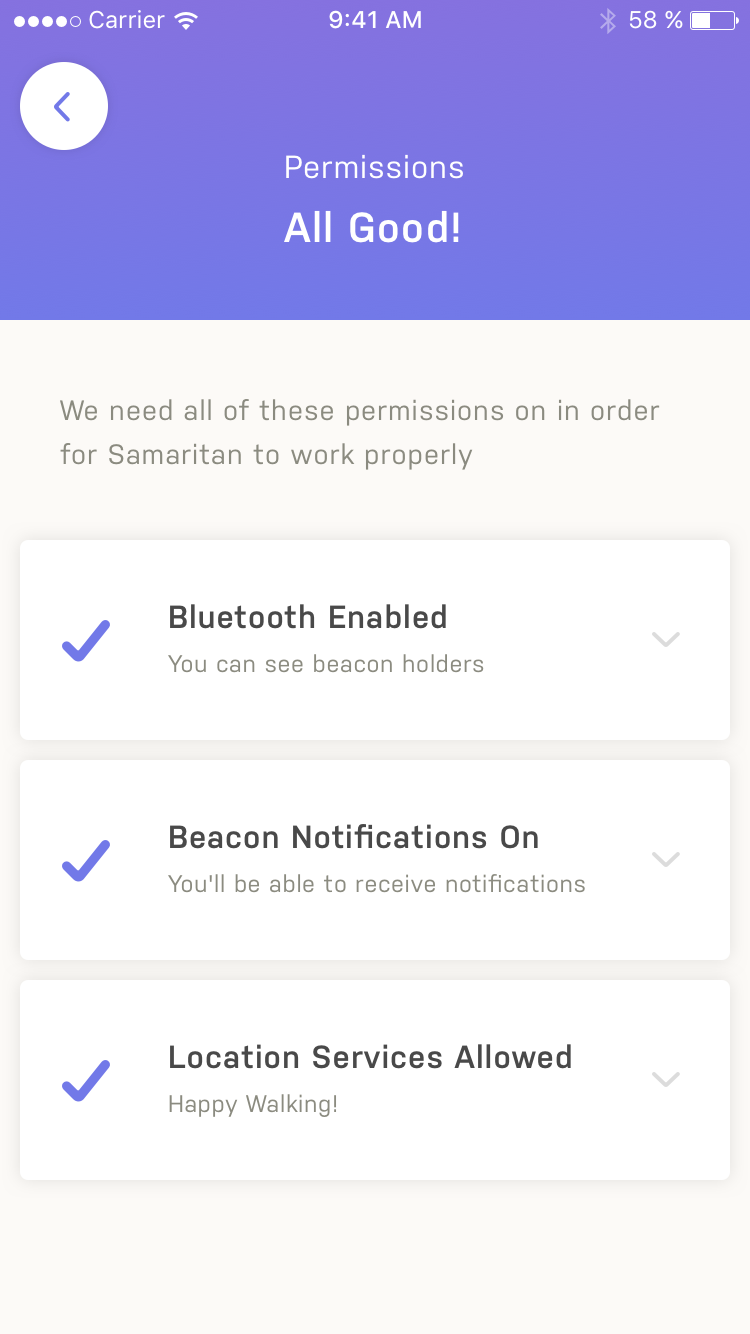 Carrier 9:41 AM 58 %
Permissions
All Good!
We need all of these permissions on in order
for Samaritan to work properly
Bluetooth Enabled
You can see beacon holders
Beacon Notifications On
You'll be able to receive notifications
Location Services Allowed
Happy Walking!